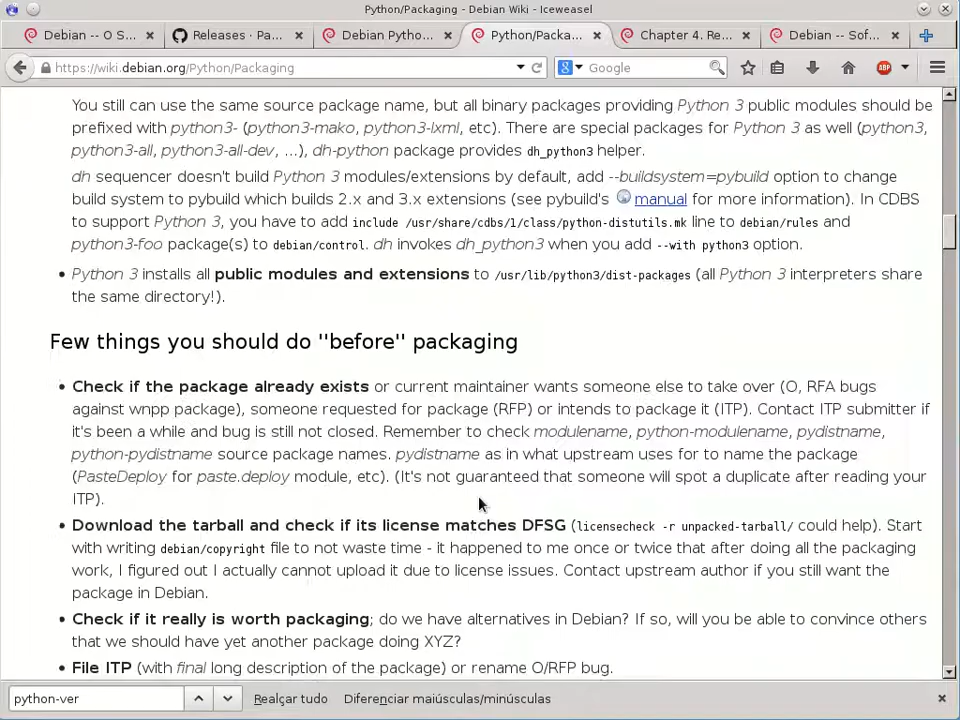 Python/Packaging - Debian Wiki - Iceweasel
Debian -- O S... Releases · Pa... Debian Pytho... Python/Packa... Chapter 4. Re... Debian -- Sof...
https://wiki.debian.org/Python/Packaging Google ABP
You still can use the same source package name, but all binary packages providing Python 3 public modules should be
prefixed with python3- (python3-mako, python3-lxml, etc). There are special packages for Python 3 as well (python3,
python3-all, python3-all-dev, ...), dh-python package provides dh_python3 helper.
dh sequencer doesn't build Python 3 modules/extensions by default, add --buildsystem=pybuild option to change
build system to pybuild which builds 2.x and 3.x extensions (see pybuild's manual for more information). In CDBS
to support Python 3, you have to add include /usr/share/cdbs/1/class/python-distutils.mk line to debian/rules and
python3-foo package(s) to debian/control. dh invokes dh_python3 when you add --with python3 option.
• Python 3 installs all public modules and extensions to /usr/lib/python3/dist-packages (all Python 3 interpreters share
the same directory!).
Few things you should do "before" packaging
• Check if the package already exists or current maintainer wants someone else to take over (O, RFA bugs
against wnpp package), someone requested for package (RFP) or intends to package it (ITP). Contact ITP submitter if
it's been a while and bug is still not closed. Remember to check modulename, python-modulename, pydistname,
python-pydistname source package names. pydistname as in what upstream uses for to name the package
(PasteDeploy for paste.deploy module, etc). (It's not guaranteed that someone will spot a duplicate after reading your
ITP).
• Download the tarball and check if its license matches DFSG (licensecheck -r unpacked-tarball/ could help). Start
with writing debian/copyright file to not waste time - it happened to me once or twice that after doing all the packaging
work, I figured out I actually cannot upload it due to license issues. Contact upstream author if you still want the
package in Debian.
• Check if it really is worth packaging; do we have alternatives in Debian? If so, will you be able to convince others
that we should have yet another package doing XYZ?
• File ITP (with final long description of the package) or rename O/RFP bug.
python-ver Realçar tudo Diferenciar maiúsculas/minúsculas